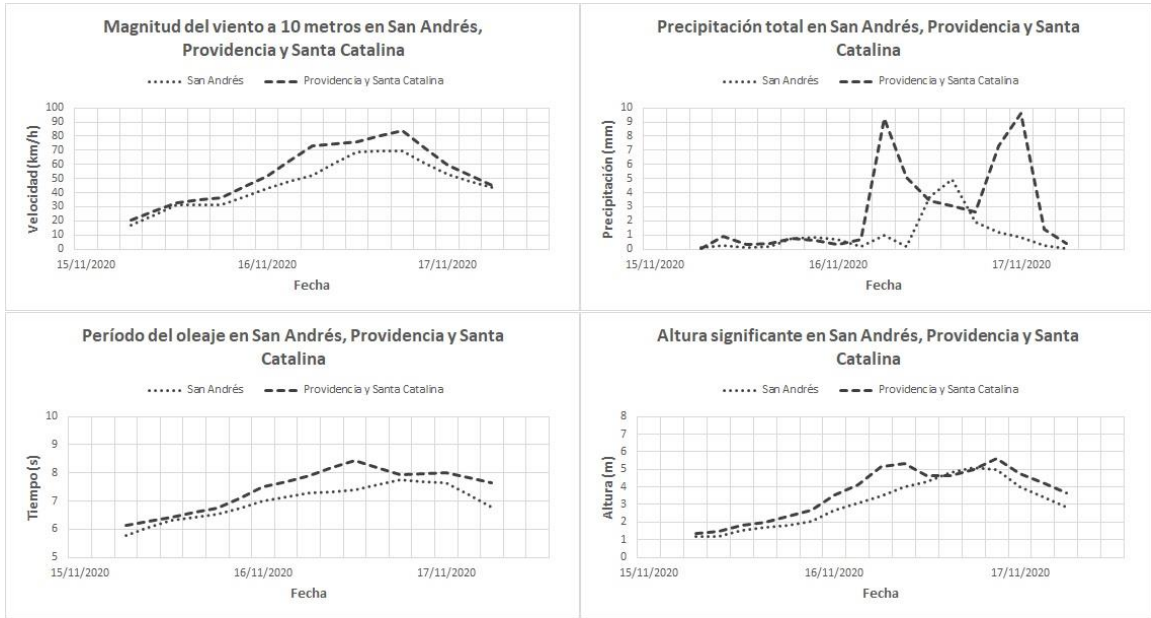 Magnitud del viento a 10 metros en San Andrés,
Providencia y Santa Catalina
San Andrés
Providencia y Santa Catalina
Velocidad(km/h)
100
90
80
70
60
50
40
30
20
10
0
15/11/2020
16/11/2020
17/11/2020
Fecha
Precipitación total en San Andrés, Providencia y Santa
Catalina
San Andrés
Providencia y Santa Catalina
Precipitación (mm)
10
9
8
7
6
5
4
3
2
1
0
15/11/2020
16/11/2020
17/11/2020
Fecha
Período del oleaje en San Andrés, Providencia y Santa
Catalina
San Andrés
Providencia y Santa Catalina
Tiempo (s)
10
9
8
7
6
5
15/11/2020
16/11/2020
17/11/2020
Fecha
Altura significante en San Andrés, Providencia y Santa
Catalina
San Andrés
Providencia y Santa Catalina
Altura (m)
8
7
6
5
4
3
2
1
0
15/11/2020
16/11/2020
17/11/2020
Fecha